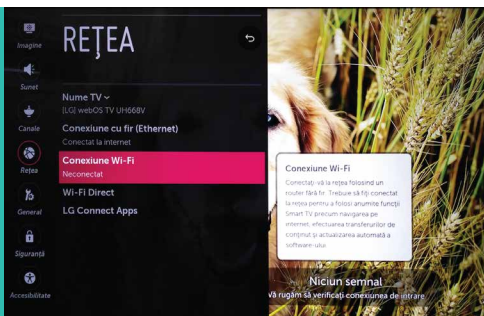 Imagine
Sunet
Canale
Rețea
General
Siguranță
Accesibilitate
REȚEA
Nume TV
[LG] webOS TV UH668V
Conexiune cu fir (Ethernet)
Conectat la internet
Conexiune Wi-Fi
Neconectat
Wi-Fi Direct
LG Connect Apps
Conexiune Wi-Fi
Conectați-vă la rețea folosind un
router fără fir. Trebuie să fiți conectat
la rețea pentru a folosi anumite funcții
Smart TV precum navigarea pe
internet, efectuarea transferurilor de
conținut și actualizarea automată a
software-ului.
Niciun semnal
Vă rugăm să verificați conexiunea de intrare